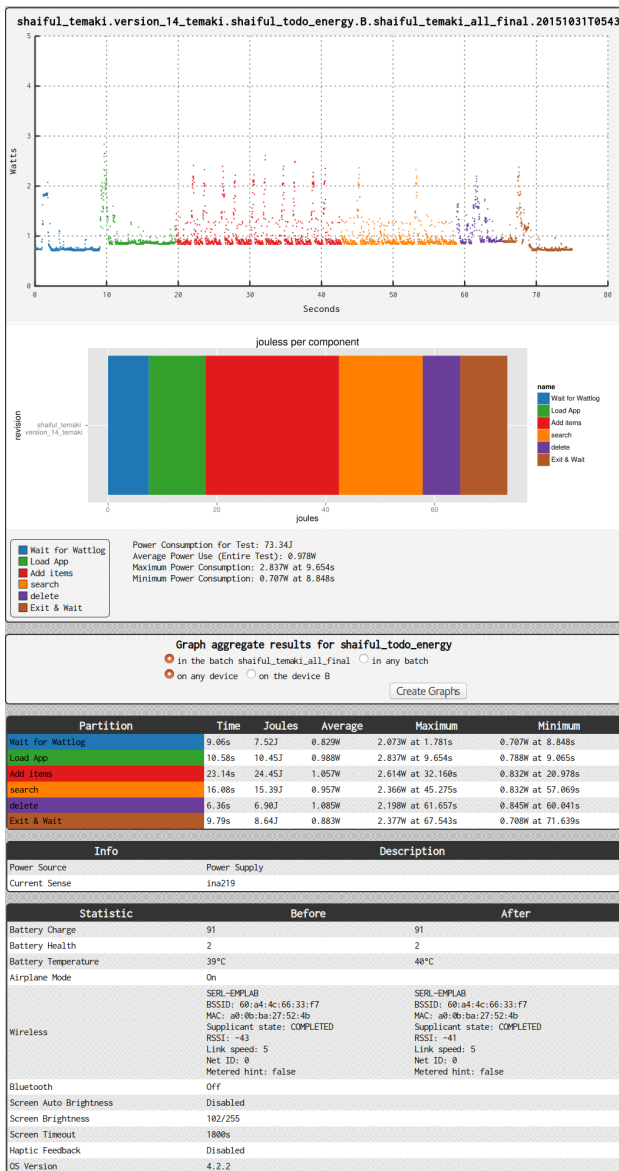 shaiful_temaki.version_14_temaki.shaiful_todo_energy.B.shaiful_temaki_all_final.20151031T0543
5
4
3
2
1
0
Watts
0 10 20 30 40 50 60 70 80
Seconds
jouless per component
revision
shaiful_temaki
version_14_temaki
0 20 40 60
joules
name
Wait for Wattlog
Load App
Add items
search
delete
Exit & Wait
Wait for Wattlog
Load App
Add items
search
delete
Exit & Wait
Power Consumption for Test: 73.34J
Average Power Use (Entire Test): 0.978W
Maximum Power Consumption: 2.837W at 9.654s
Minimum Power Consumption: 0.707W at 8.848s
Graph aggregate results for shaiful_todo_energy
in the batch shaiful_temaki_all_final in any batch
on any device on the device B
Create Graphs
Partition Time Joules Average Maximum Minimum
Wait for Wattlog 9.06s 7.52J 0.829W 2.073W at 1.781s 0.707W at 8.848s
Load App 10.58s 10.45J 0.988W 2.837W at 9.654s 0.788W at 9.065s
Add items 23.14s 24.45J 1.057W 2.614W at 32.160s 0.832W at 20.978s
search 16.08s 15.39J 0.957W 2.366W at 45.275s 0.832W at 57.069s
delete 6.36s 6.90J 1.085W 2.198W at 61.657s 0.845W at 60.041s
Exit & Wait 9.79s 8.64J 0.883W 2.377W at 67.543s 0.708W at 71.639s
Info Description
Power Source Power Supply
Current Sense ina219
Statistic Before After
Battery Charge 91 91
Battery Health 2 2
Battery Temperature 39°C 40°C
Airplane Mode On
Wireless
SERL-EMPLAB SERL-EMPLAB
BSSID: 60:a4:4c:66:33:f7 BSSID: 60:a4:4c:66:33:f7
MAC: a0:0b:ba:27:52:4b MAC: a0:0b:ba:27:52:4b
Supplicant state: COMPLETED Supplicant state: COMPLETED
RSSI: -43 RSSI: -41
Link speed: 5 Link speed: 5
Net ID: 0 Net ID: 0
Metered hint: false Metered hint: false
Bluetooth Off
Screen Auto Brightness Disabled
Screen Brightness 102/255
Screen Timeout 1800s
Haptic Feedback Disabled
OS Version 4.2.2